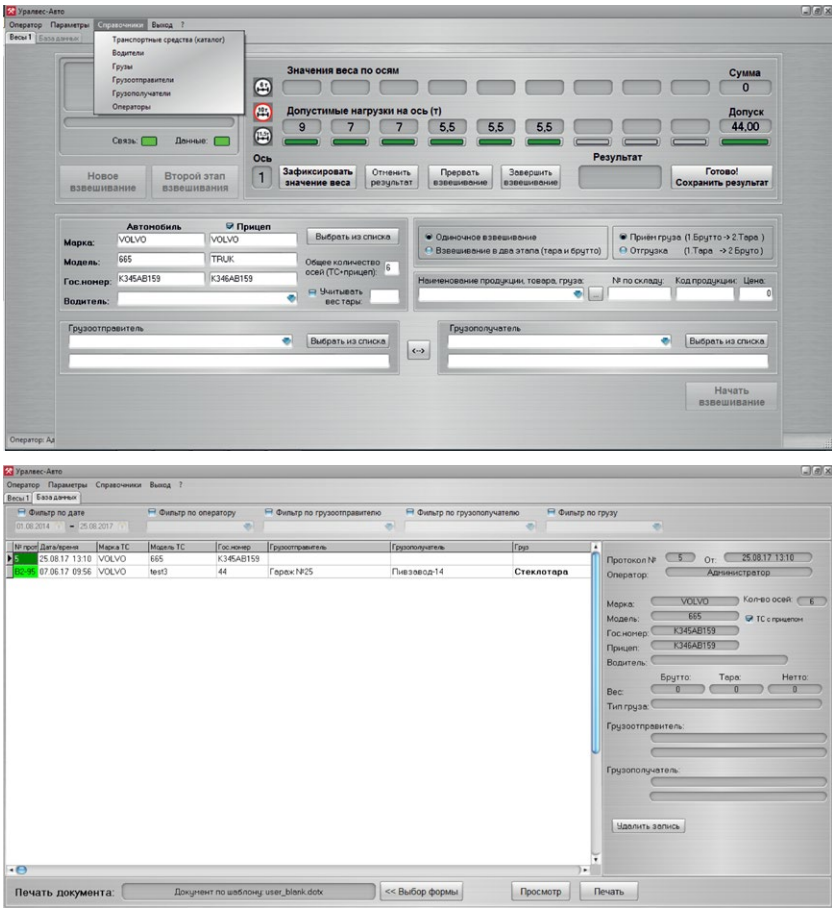 Уралвес-Авто
Оператор Параметры Справочники Выход ?
Весы 1 База данных
Транспортные средства (каталог)
Водители
Грузы
Грузоотправители
Грузополучатели
Операторы
Значения веса по осям Сумма
0
Допустимые нагрузки на ось (т) Допуск
9 7 7 5,5 5,5 5,5 44,00
Связь: Данные:
Ось Результат
1
Новое взвешивание
Второй этап взвешивания
Зафиксировать значение веса
Отменить результат
Прервать взвешивание
Завершить взвешивание
Готово! Сохранить результат
Автомобиль Прицеп
Марка: VOLVO VOLVO
Выбрать из списка
Модель: 665 TRUK
Общее количество осей (ТС+прицеп): 6
Гос.номер: K345AB159 K346AB159
Учитывать вес тары:
Водитель:
Одиночное взвешивание
Взвешивание в два этапа (тара и брутто)
Приём груза (1.Брутто -> 2.Тара )
Отгрузка (1.Тара -> 2 Бруто )
Наименование продукции, товара, груза: № по складу: Код продукции: Цена:
... 0
Грузоотправитель
Выбрать из списка
<-->
Грузополучатель
Выбрать из списка
Начать взвешивание
Оператор: Ад
Уралвес-Авто
Оператор Параметры Справочники Выход ?
Весы 1 База данных
Фильтр по дате Фильтр по оператору Фильтр по грузоотправителю Фильтр по грузополучателю Фильтр по грузу
01.08.2014 - 25.08.2017
№ прот Дата/время Марка ТС Модель ТС Гос.номер Грузоотправитель Грузополучатель Груз
5 25.08.17 13:10 VOLVO 665 K345AB159
B2-95 07.06.17 09:56 VOLVO test3 44 Гараж №25 Пивзавод-14 Стеклотара
Протокол № 5 От: 25.08.17 13:10
Оператор: Администратор
Марка: VOLVO Кол-во осей: 6
Модель: 665 ТС с прицепом
Гос.номер: K345AB159
Прицеп: K346AB159
Водитель:
Брутто: Тара: Нетто:
Вес: 0 0 0
Тип груза:
Грузоотправитель:
Грузополучатель:
Удалить запись
Печать документа: Документ по шаблону: user_blank.dotx << Выбор формы Просмотр Печать